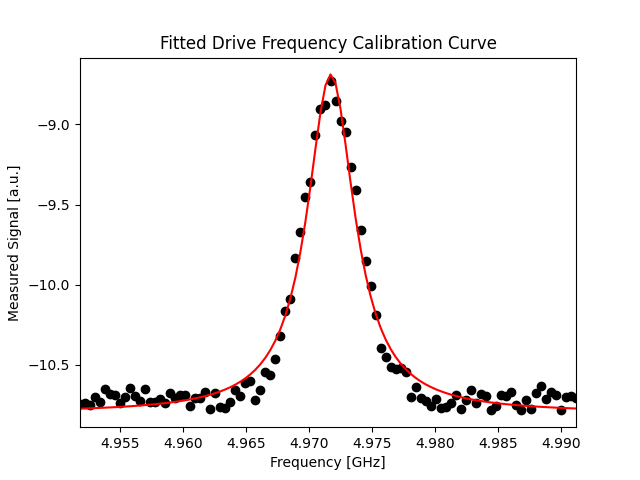 Fitted Drive Frequency Calibration Curve
Measured Signal [a.u.]
−9.0
−9.5
−10.0
−10.5
4.955 4.960 4.965 4.970 4.975 4.980 4.985 4.990
Frequency [GHz]